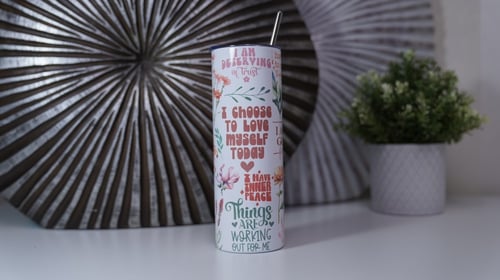 I AM
DESERVING
of Trust
I CHOOSE
TO LOVE
MYSELF
TODAY
I HAVE
INNER
PEACE
Things
ARE
WORKING
OUT FOR ME